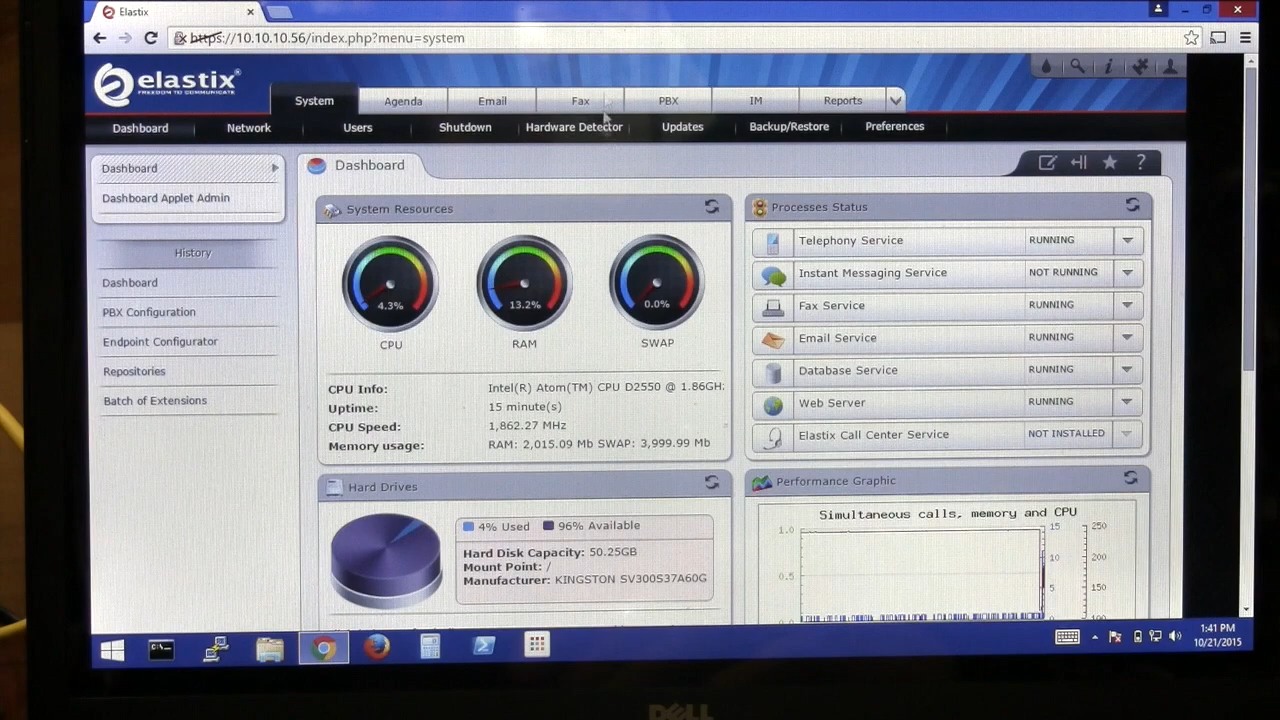 Elastix
https://10.10.10.56/index.php?menu=system
elastix®
FREEDOM TO COMMUNICATE
System Agenda Email Fax PBX IM Reports
Dashboard Network Users Shutdown Hardware Detector Updates Backup/Restore Preferences
Dashboard
Dashboard Applet Admin
History
Dashboard
PBX Configuration
Endpoint Configurator
Repositories
Batch of Extensions
Dashboard
System Resources
4.3% 13.2% 0.0%
CPU RAM SWAP
CPU Info: Intel(R) Atom(TM) CPU D2550 @ 1.86GH:
Uptime: 15 minute(s)
CPU Speed: 1,862.27 MHz
Memory usage: RAM: 2,015.09 Mb SWAP: 3,999.99 Mb
Processes Status
Telephony Service RUNNING
Instant Messaging Service NOT RUNNING
Fax Service RUNNING
Email Service RUNNING
Database Service RUNNING
Web Server RUNNING
Elastix Call Center Service NOT INSTALLED
Hard Drives
4% Used 96% Available
Hard Disk Capacity: 50.25GB
Mount Point: /
Manufacturer: KINGSTON SV300S37A60G
Performance Graphic
Simultaneous calls, memory and CPU
1.0 15 250
10 200
0.5 5 150
1:41 PM
10/21/2015
DELL